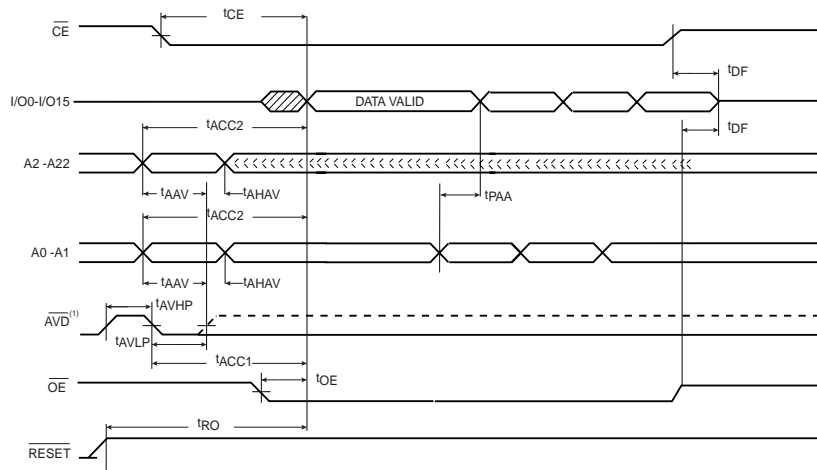 tCE
CE
tDF
I/O0-I/O15
DATA VALID
tACC2
tDF
A2 -A22
tAAV
tAHAV
tPAA
tACC2
A0 -A1
tAAV
tAHAV
tAVHP
AVD(1)
tAVLP
tACC1
tOE
OE
tRO
RESET